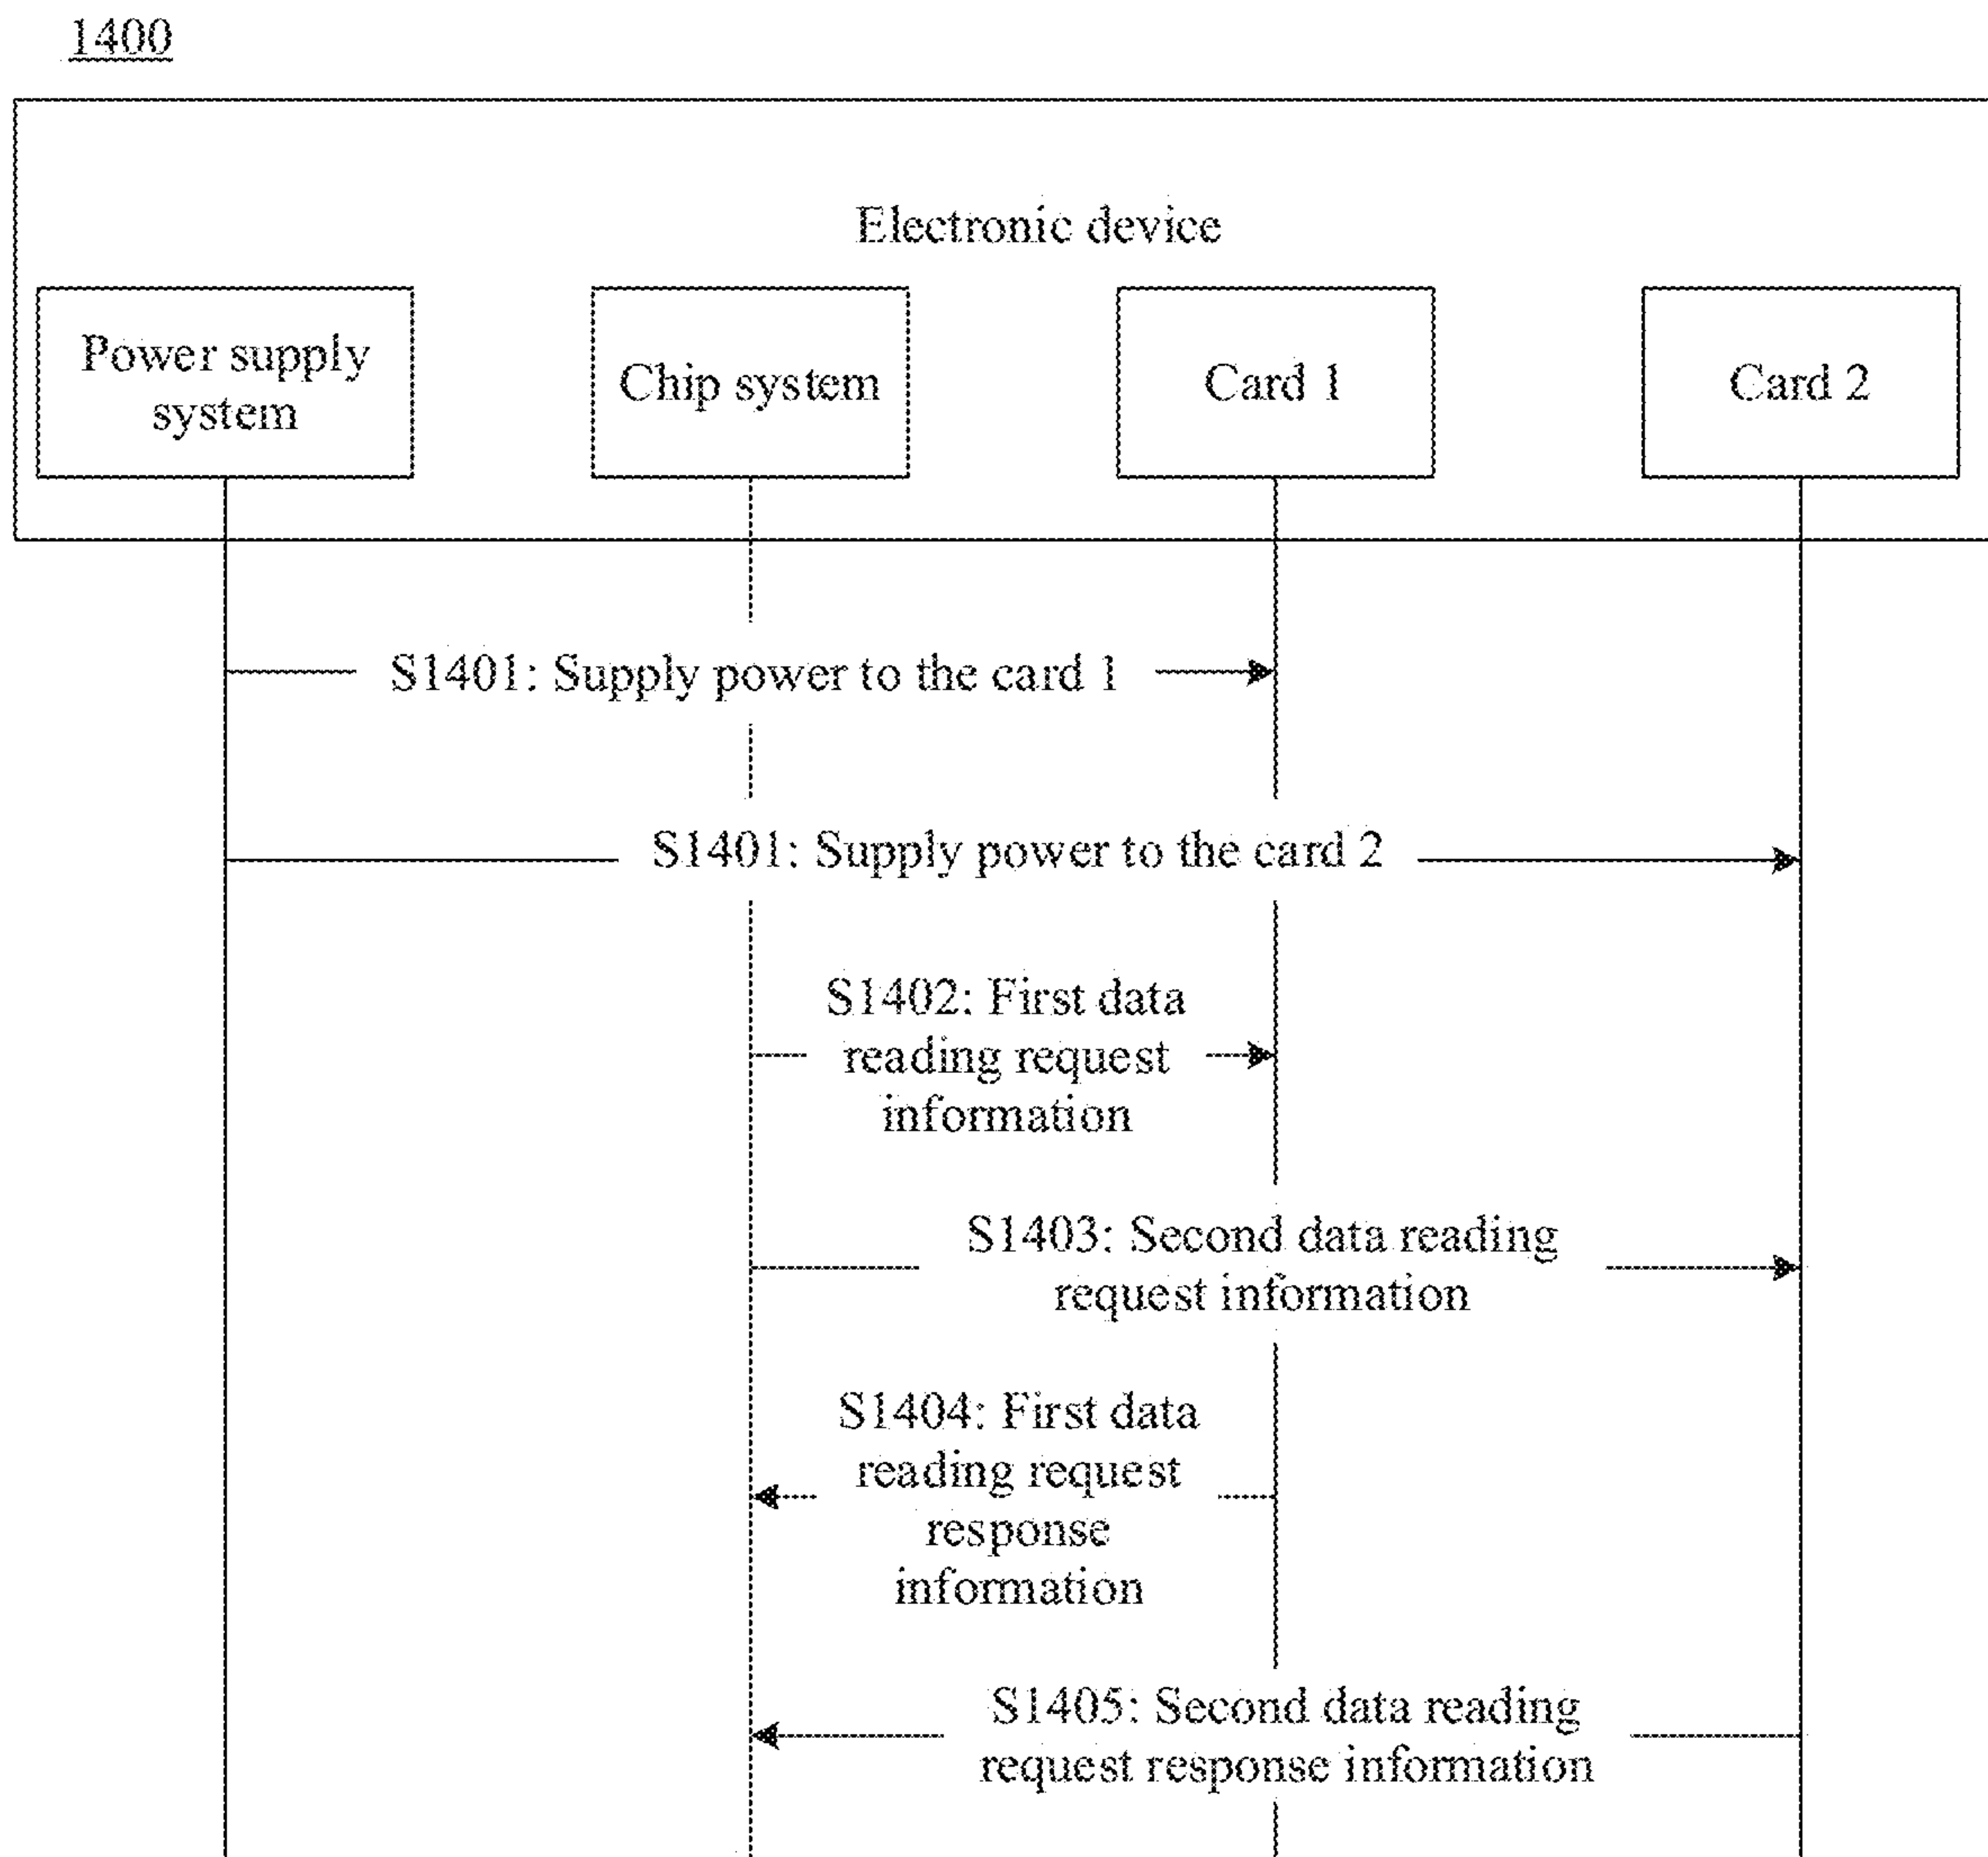 1400
Electronic device
Power supply
system
Chip system
Card 1
Card 2
S1401: Supply power to the card 1
S1401: Supply power to the card 2
S1402: First data
reading request
information
S1403: Second data reading
request information
S1404: First data
reading request
response
information
S1405: Second data reading
request response information